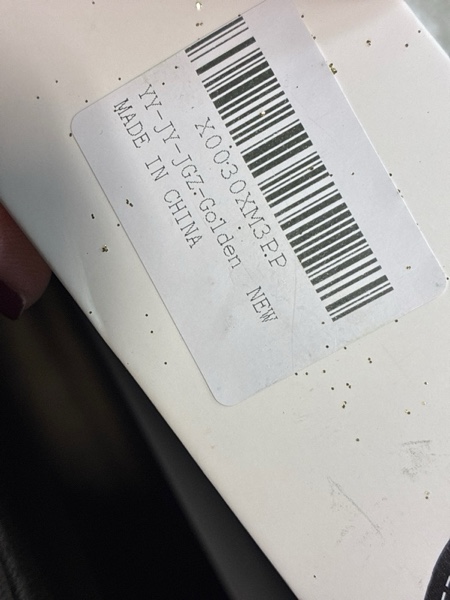 X0030XM3PP
YY-JY-JGZ-Golden NEW
MADE IN CHINA